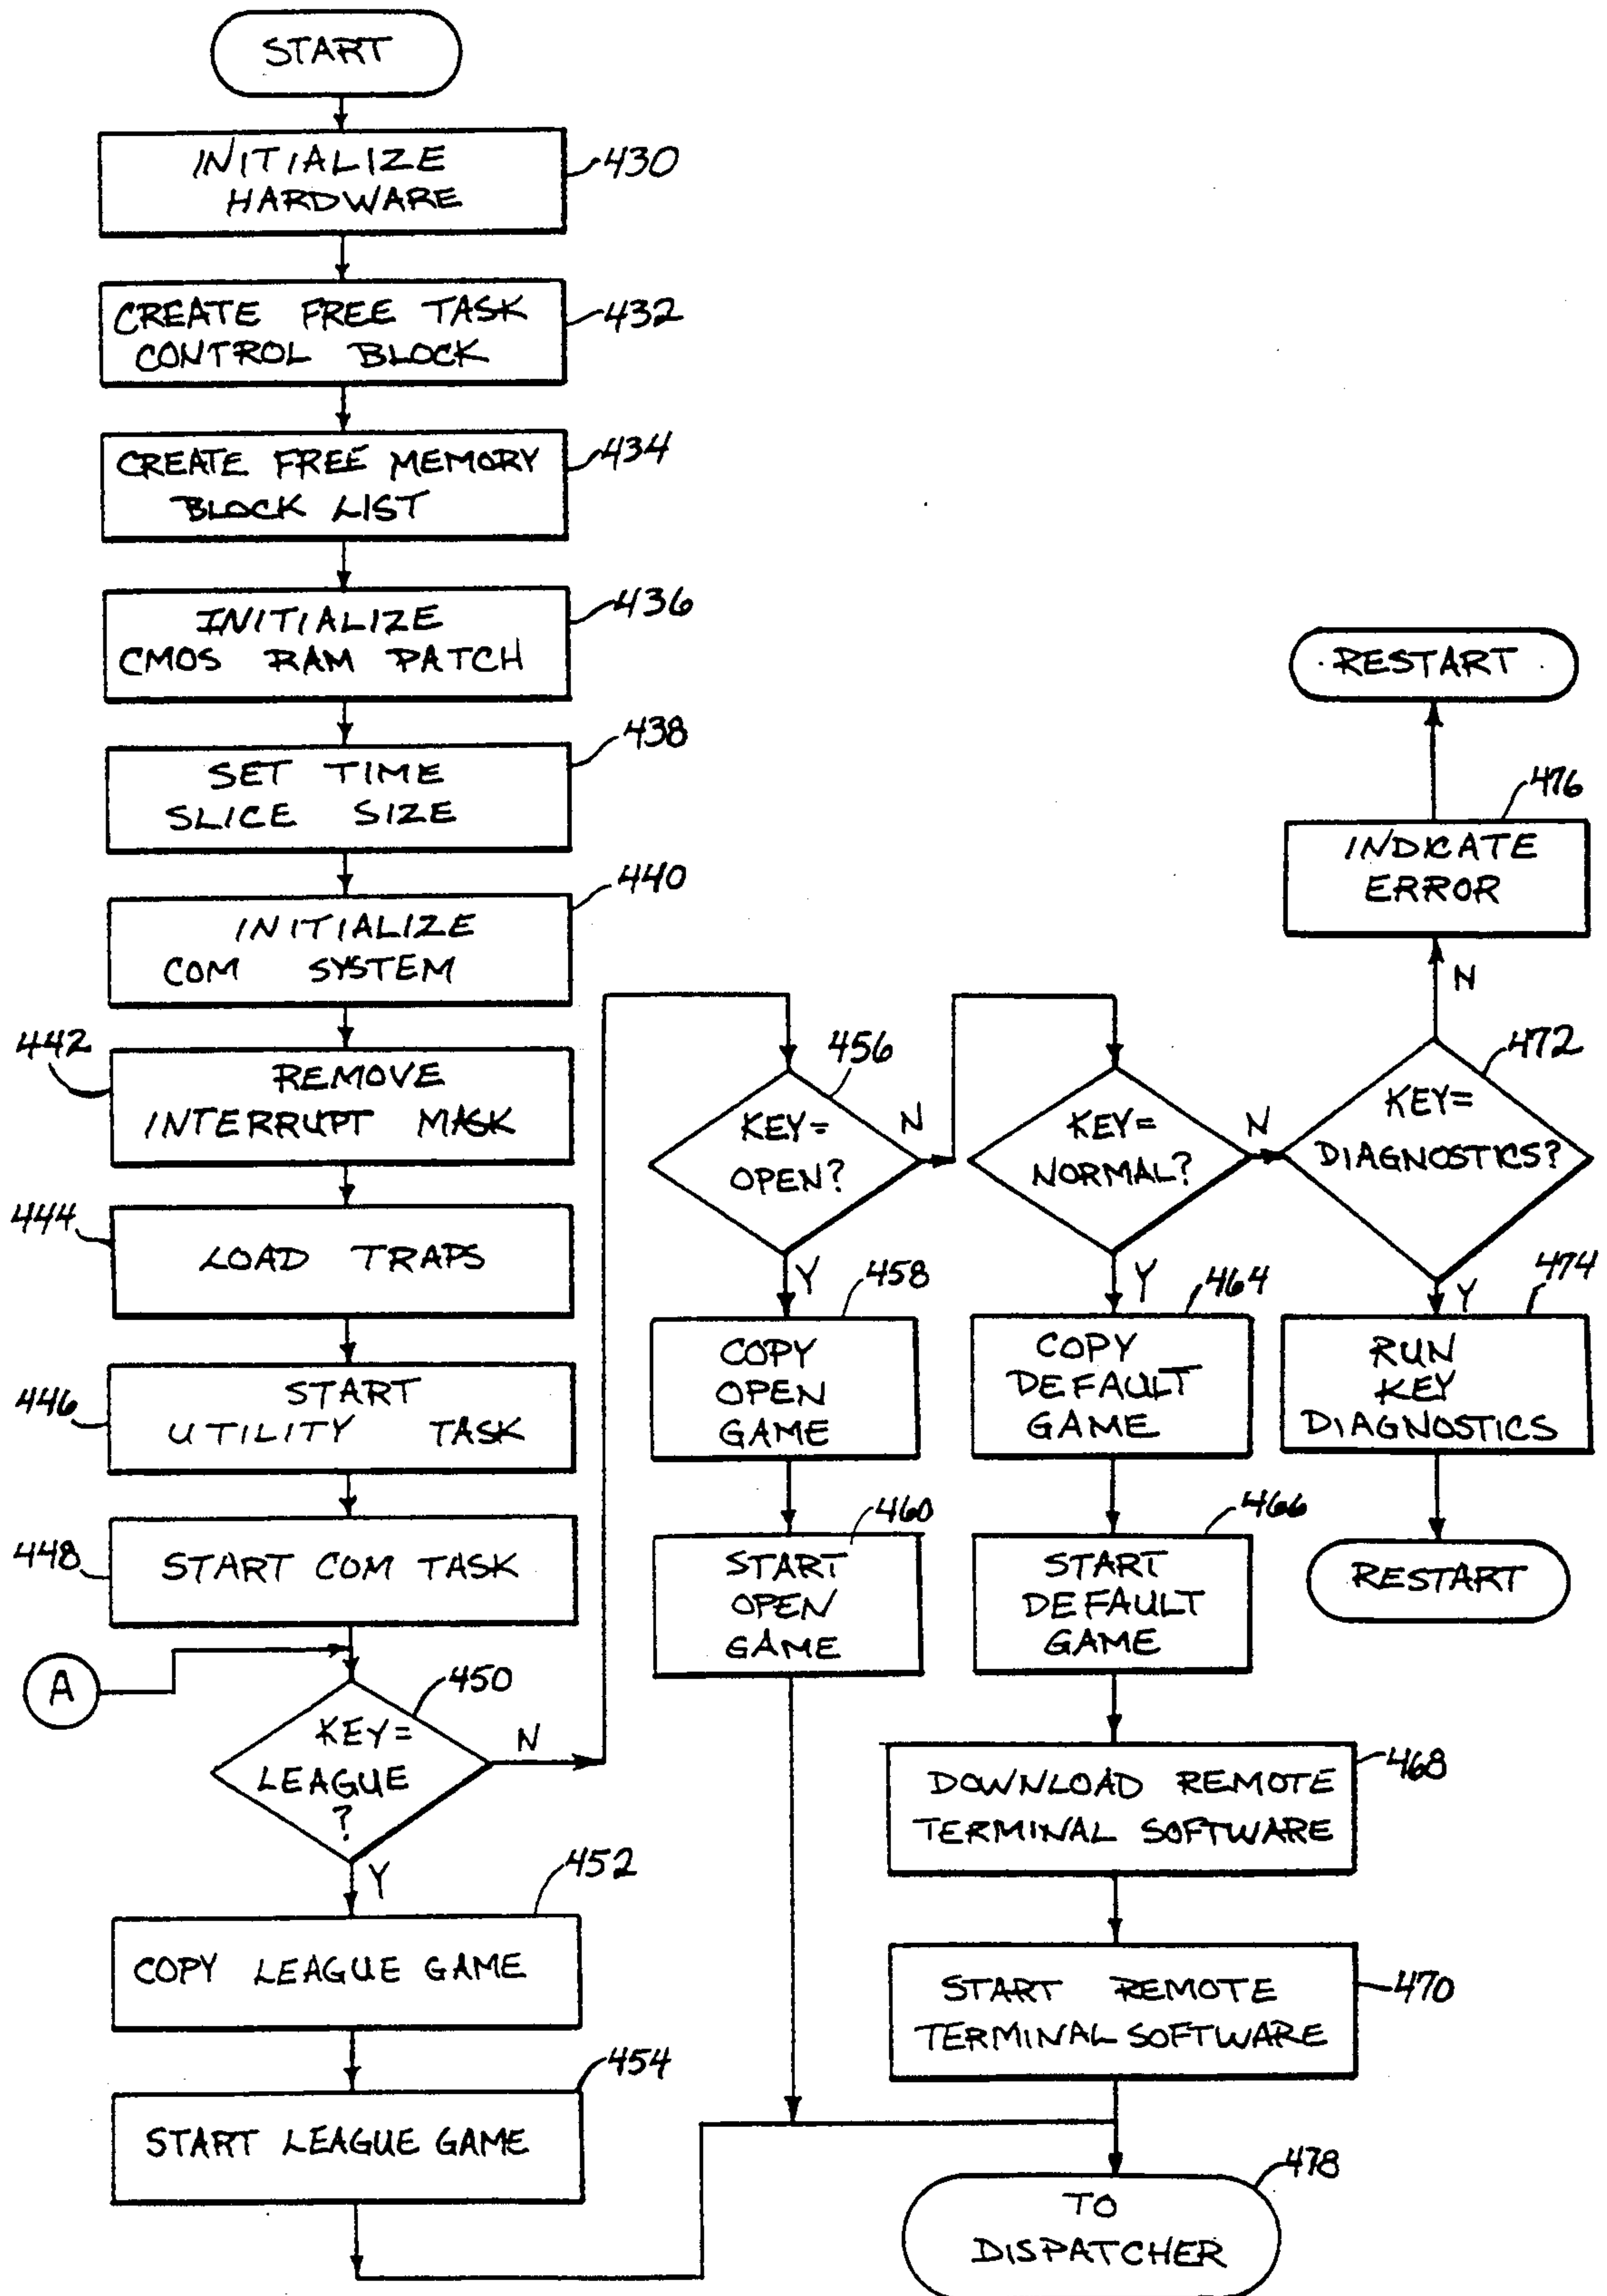 START
INITIALIZE
HARDWARE
430
CREATE FREE TASK
CONTROL BLOCK
432
CREATE FREE MEMORY
BLOCK LIST
434
INITIALIZE
CMOS RAM PATCH
436
SET TIME
SLICE SIZE
438
INITIALIZE
COM SYSTEM
440
442
REMOVE
INTERRUPT MASK
444
LOAD TRAPS
446
START
UTILITY TASK
448
START COM TASK
A
450
KEY=
LEAGUE
?
N
Y
452
COPY LEAGUE GAME
454
START LEAGUE GAME
456
KEY=
OPEN?
N
Y
458
COPY
OPEN
GAME
460
START
OPEN
GAME
KEY=
NORMAL?
N
Y
464
COPY
DEFAULT
GAME
466
START
DEFAULT
GAME
468
DOWNLOAD REMOTE
TERMINAL SOFTWARE
470
START REMOTE
TERMINAL SOFTWARE
478
TO
DISPATCHER
RESTART
476
INDICATE
ERROR
N
472
KEY=
DIAGNOSTICS?
Y
474
RUN
KEY
DIAGNOSTICS
RESTART